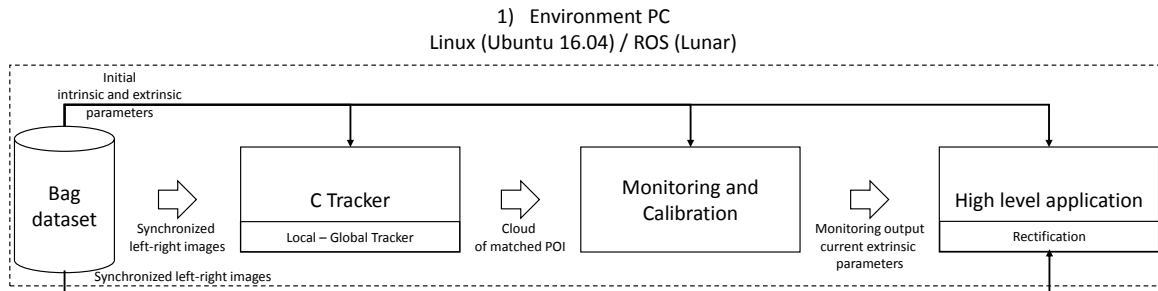 1) Environment PC
Linux (Ubuntu 16.04) / ROS (Lunar)
Initial
intrinsic and extrinsic
parameters
Bag
dataset
Synchronized
left-right images
C Tracker
Local – Global Tracker
Cloud
of matched POI
Monitoring and
Calibration
Monitoring output
current extrinsic
parameters
High level application
Rectification
Synchronized left-right images